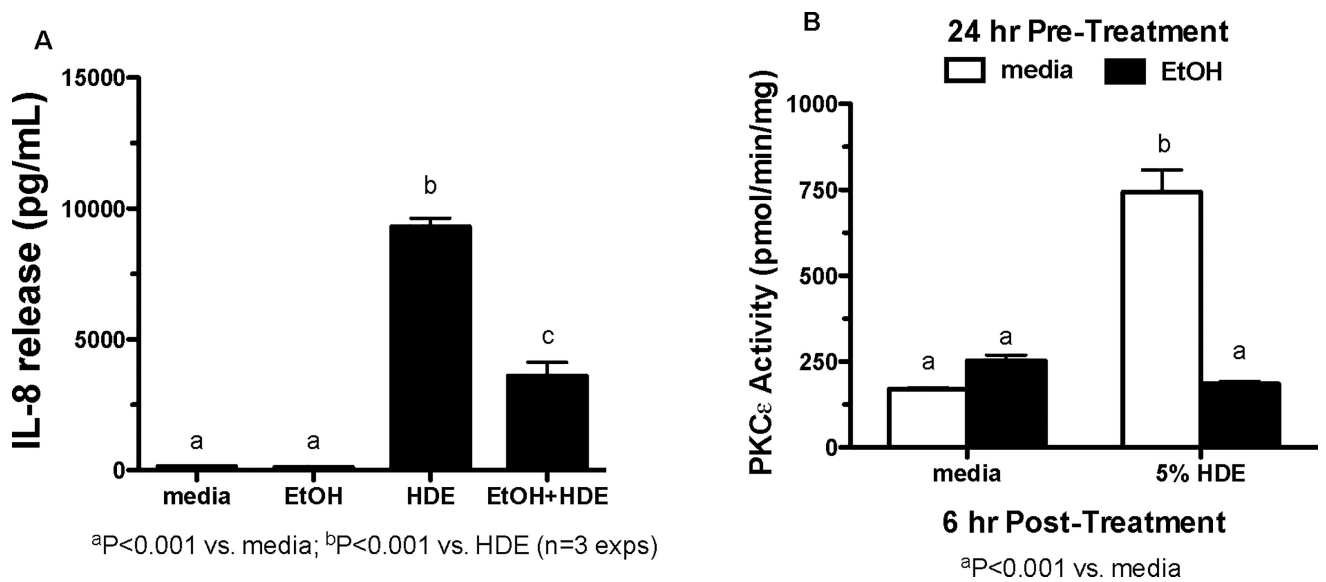 A
IL-8 release (pg/mL)
15000
10000
5000
0
a
a
b
c
media EtOH HDE EtOH+HDE
aP<0.001 vs. media; bP<0.001 vs. HDE (n=3 exps)
B
24 hr Pre-Treatment
media EtOH
PKCε Activity (pmol/min/mg)
1000
750
500
250
0
a
a
b
a
media 5% HDE
6 hr Post-Treatment
aP<0.001 vs. media